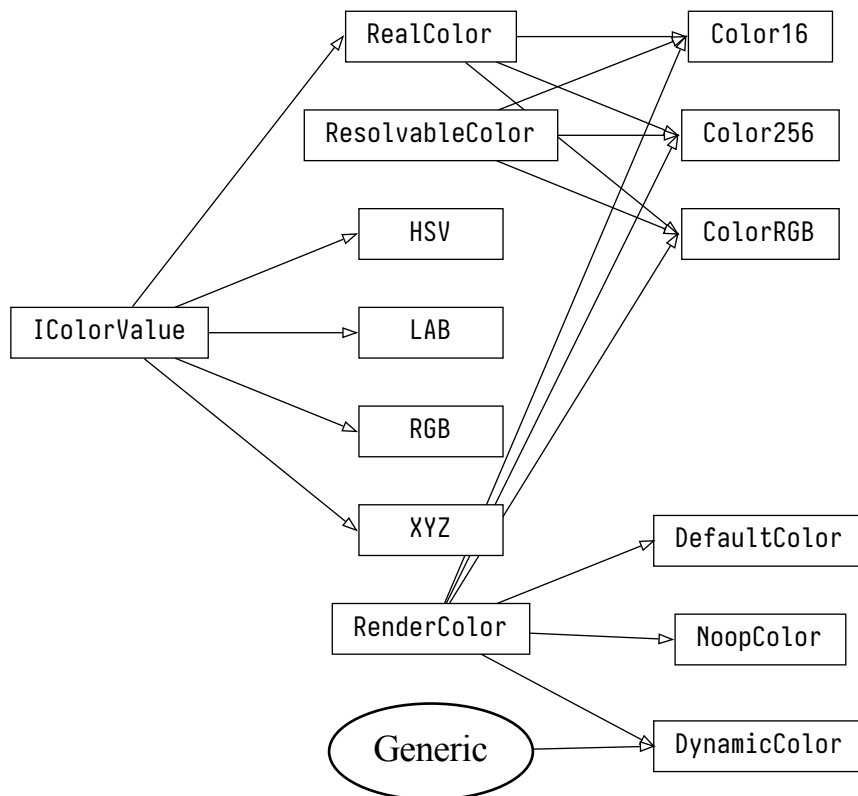 RealColor
Color16
ResolvableColor
Color256
HSV
ColorRGB
IColorValue
LAB
RGB
XYZ
DefaultColor
RenderColor
NoopColor
Generic
DynamicColor